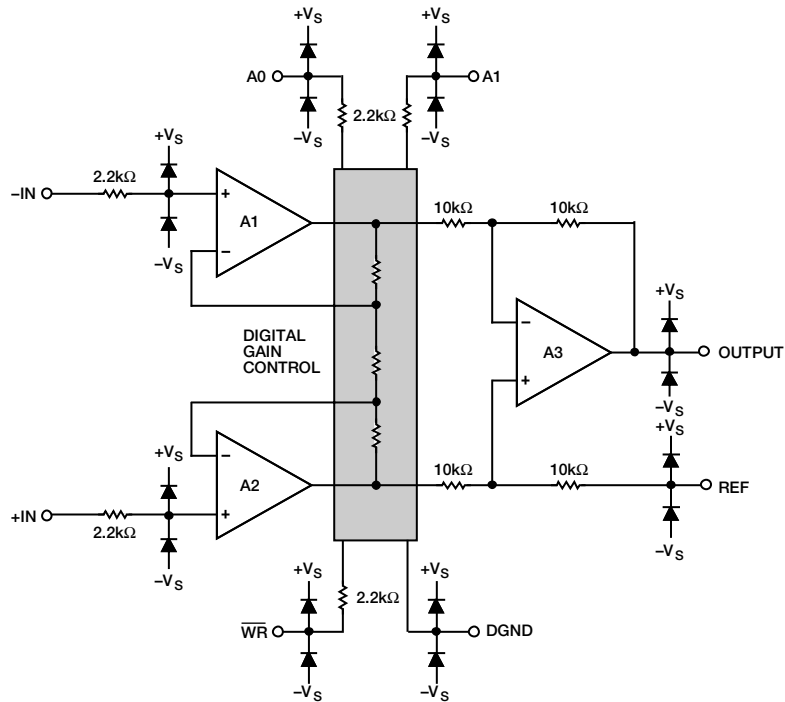 +VS +VS
A0 A1
2.2kΩ
−VS −VS
+VS
2.2kΩ 10kΩ 10kΩ
−IN + A1
−
−VS
+VS
DIGITAL
GAIN
CONTROL
− A3 OUTPUT
+
−VS
+VS
− +VS
A2 10kΩ 10kΩ
+IN + REF
2.2kΩ
−VS −VS
+VS +VS
2.2kΩ
WR DGND
−VS −VS